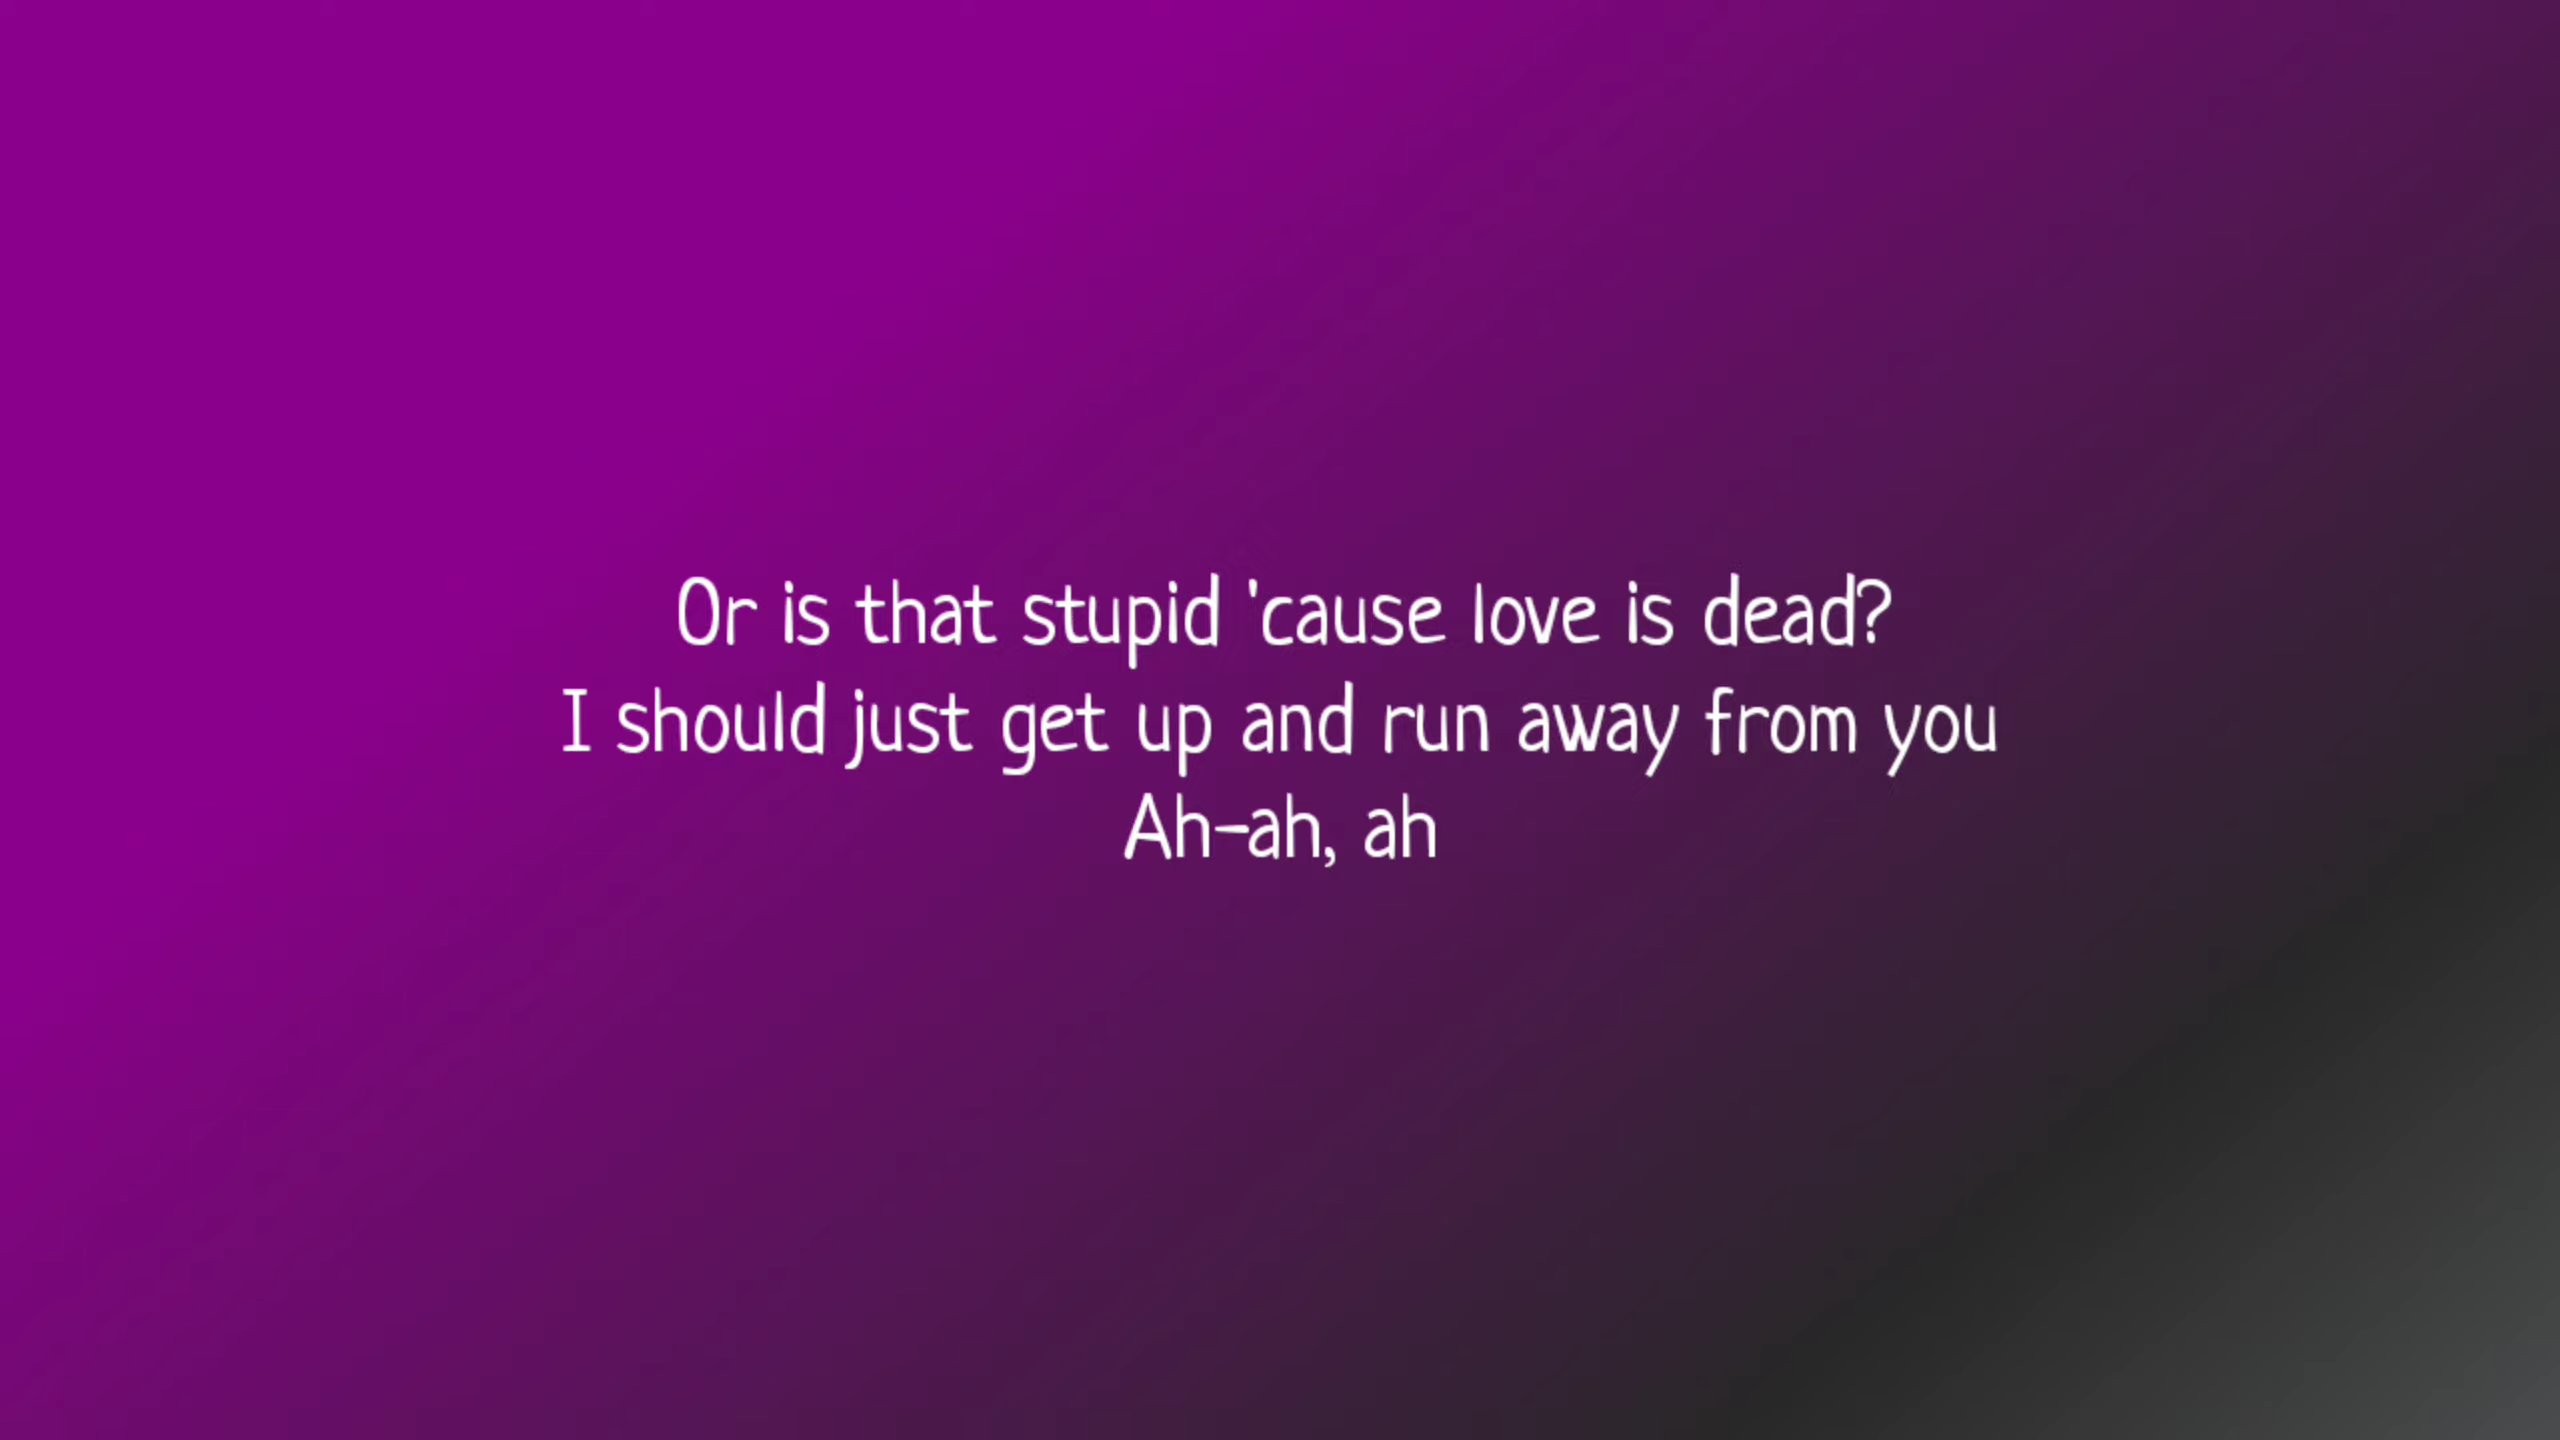 Or is that stupid 'cause love is dead?
I should just get up and run away from you
Ah-ah, ah